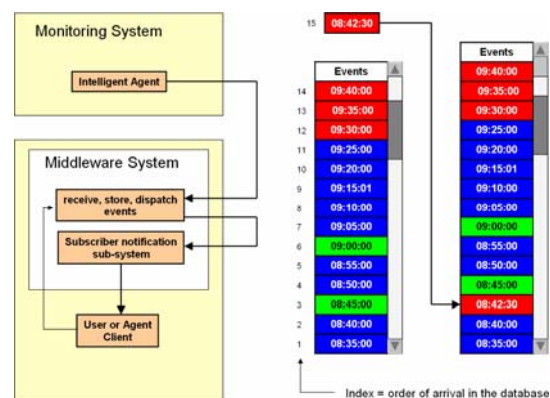 Monitoring System
Intelligent Agent
Middleware System
receive, store, dispatch
events
Subscriber notification
sub-system
User or Agent
Client
15 08:42:30
Events
14 09:40:00
13 09:35:00
12 09:30:00
11 09:25:00
10 09:20:00
9 09:15:01
8 09:10:00
7 09:05:00
6 09:00:00
5 08:55:00
4 08:50:00
3 08:45:00
2 08:40:00
1 08:35:00
Events
09:40:00
09:35:00
09:30:00
09:25:00
09:20:00
09:15:01
09:10:00
09:05:00
09:00:00
08:55:00
08:50:00
08:45:00
08:42:30
08:40:00
08:35:00
Index = order of arrival in the database